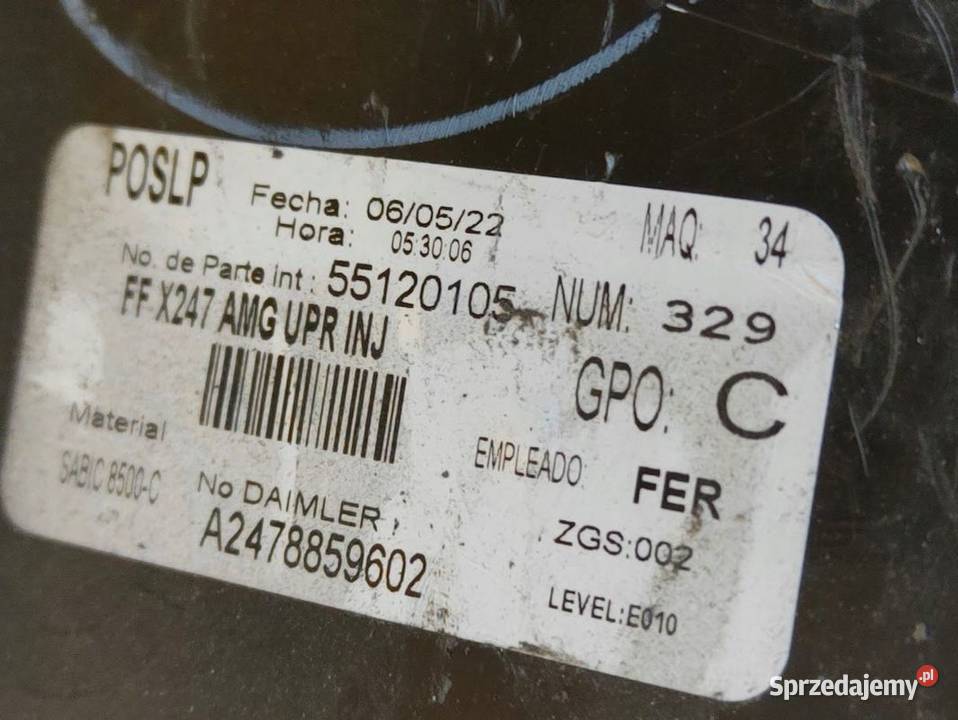 POSLP
Fecha: 06/05/22
MAQ: 34
Hora: 05:30:06
No. de Parte int : 55120105
NUM: 329
FF X247 AMG UPR INJ
GPO: C
Material
EMPLEADO: FER
SABIC 8500-C
No DAIMLER :
ZGS:002
A2478859602
LEVEL:E010
Sprzedajemy.pl